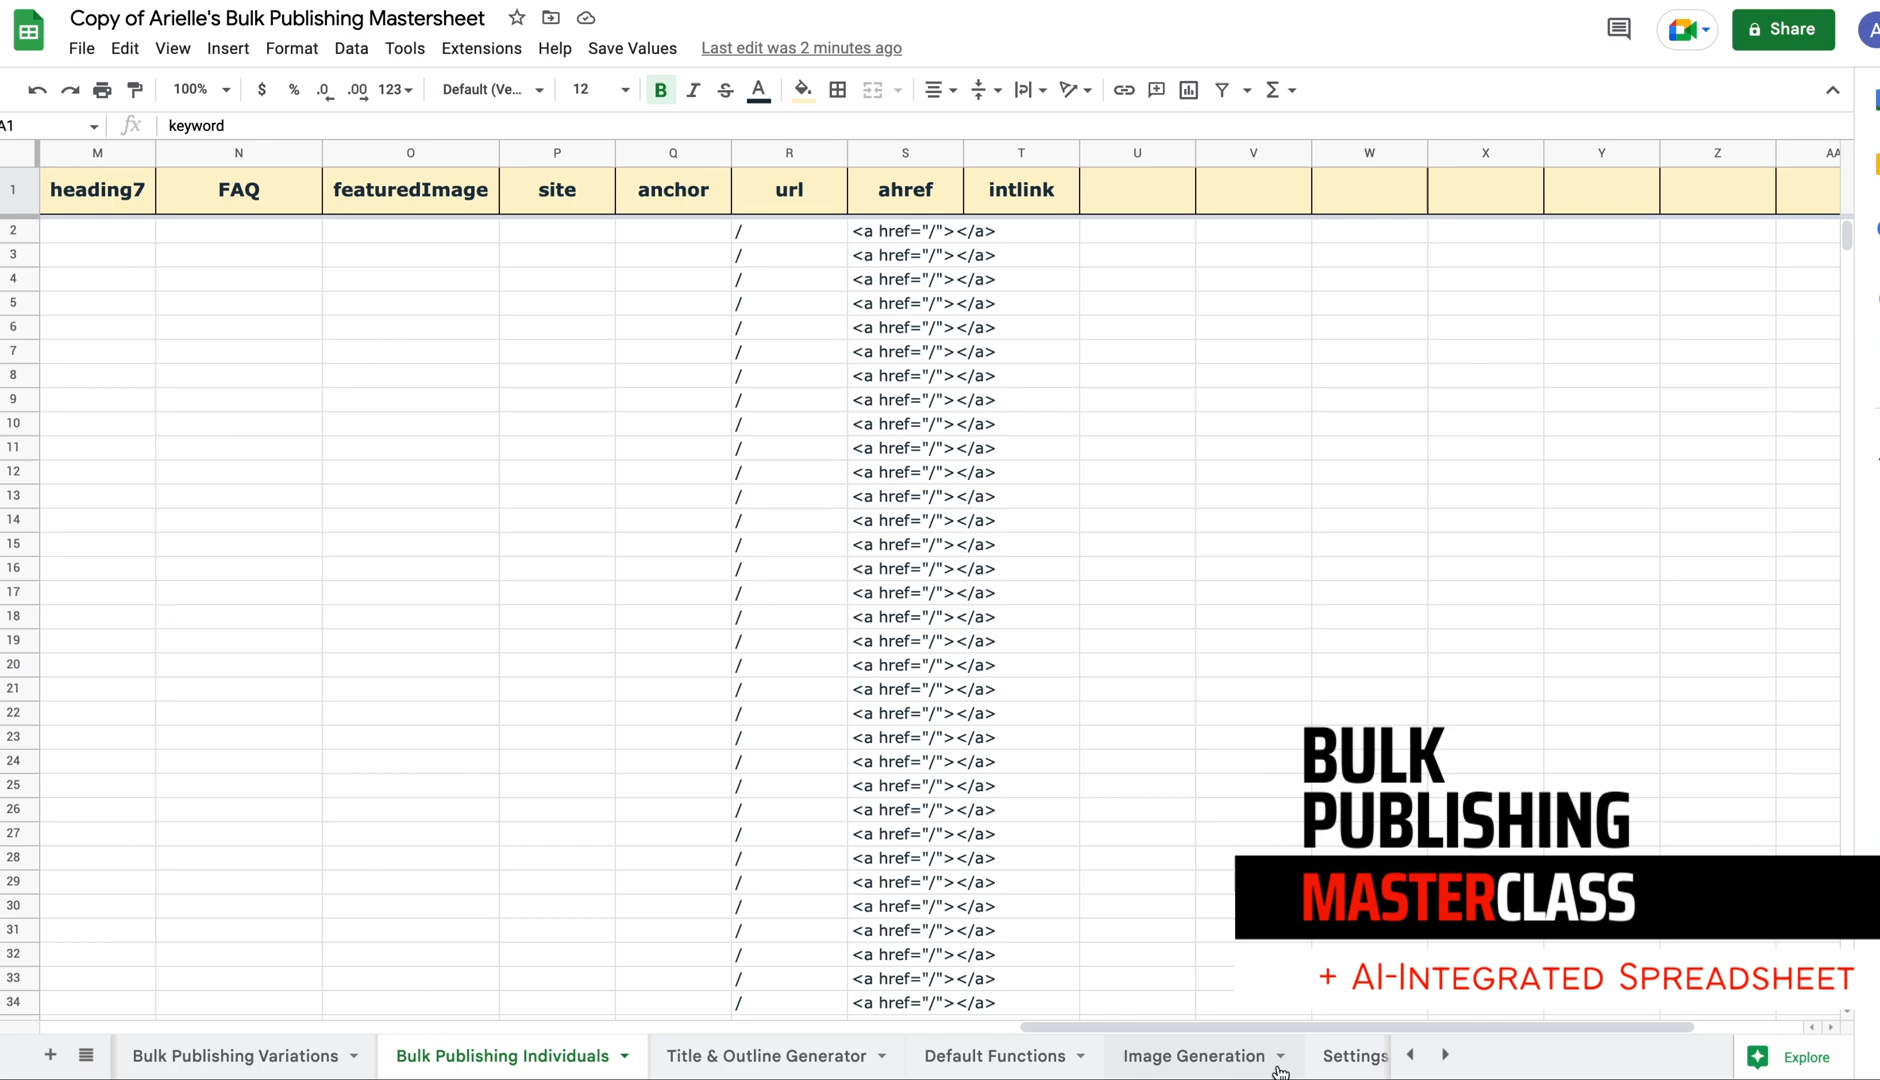 Copy of Arielle's Bulk Publishing Mastersheet
File Edit View Insert Format Data Tools Extensions Help Save Values Last edit was 2 minutes ago
Share
100% $ % .0 .00 123 Default (Ve... 12 B I S A
A1 fx keyword
M N O P Q R S T U V W X Y Z AA
1 heading7 FAQ featuredImage site anchor url ahref intlink
2 / <a href="/"></a>
3 / <a href="/"></a>
4 / <a href="/"></a>
5 / <a href="/"></a>
6 / <a href="/"></a>
7 / <a href="/"></a>
8 / <a href="/"></a>
9 / <a href="/"></a>
10 / <a href="/"></a>
11 / <a href="/"></a>
12 / <a href="/"></a>
13 / <a href="/"></a>
14 / <a href="/"></a>
15 / <a href="/"></a>
16 / <a href="/"></a>
17 / <a href="/"></a>
18 / <a href="/"></a>
19 / <a href="/"></a>
20 / <a href="/"></a>
21 / <a href="/"></a>
22 / <a href="/"></a>
23 / <a href="/"></a>
24 / <a href="/"></a>
25 / <a href="/"></a>
26 / <a href="/"></a>
27 / <a href="/"></a>
28 / <a href="/"></a>
29 / <a href="/"></a>
30 / <a href="/"></a>
31 / <a href="/"></a>
32 / <a href="/"></a>
33 / <a href="/"></a>
34 / <a href="/"></a>
BULK
PUBLISHING
MASTERCLASS
+ AI-INTEGRATED SPREADSHEET
Bulk Publishing Variations Bulk Publishing Individuals Title & Outline Generator Default Functions Image Generation Settings Explore